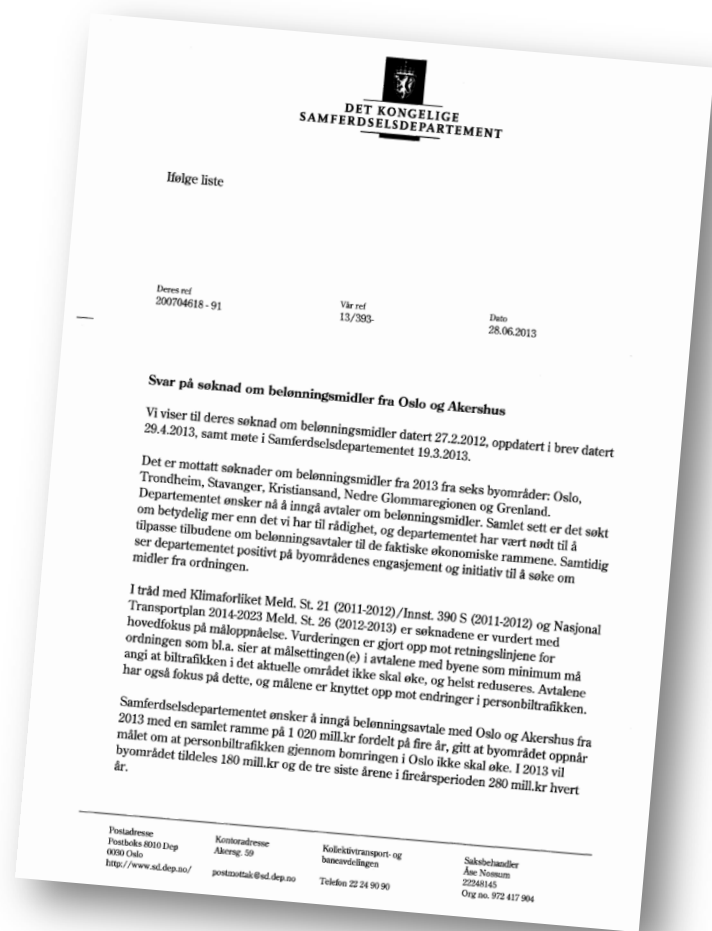 DET KONGELIGE
SAMFERDSELSDEPARTEMENT
Ifølge liste
Deres ref
200704618 - 91
Vår ref
13/393-
Dato
28.06.2013
Svar på søknad om belønningsmidler fra Oslo og Akershus
Vi viser til deres søknad om belønningsmidler datert 27.2.2012, oppdatert i brev datert
29.4.2013, samt møte i Samferdselsdepartementet 19.3.2013.
Det er mottatt søknader om belønningsmidler fra 2013 fra seks byområder: Oslo,
Trondheim, Stavanger, Kristiansand, Nedre Glommaregionen og Grenland.
Departementet ønsker nå å inngå avtaler om belønningsmidler. Samlet sett er det søkt
om betydelig mer enn det vi har til rådighet, og departementet har vært nødt til å
tilpasse tilbudene om belønningsavtaler til de faktiske økonomiske rammene. Samtidig
ser departementet positivt på byområdenes engasjement og initiativ til å søke om
midler fra ordningen.
I tråd med Klimaforliket Meld. St. 21 (2011-2012)/Innst. 390 S (2011-2012) og Nasjonal
Transportplan 2014-2023 Meld. St. 26 (2012-2013) er søknadene er vurdert med
hovedfokus på måloppnåelse. Vurderingen er gjort opp mot retningslinjene for
ordningen som bl.a. sier at målsettingen(e) i avtalene med byene som minimum må
angi at biltrafikken i det aktuelle området ikke skal øke, og helst reduseres. Avtalene
har også fokus på dette, og målene er knyttet opp mot endringer i personbiltrafikken.
Samferdselsdepartementet ønsker å inngå belønningsavtale med Oslo og Akershus fra
2013 med en samlet ramme på 1 020 mill.kr fordelt på fire år, gitt at byområdet oppnår
målet om at personbiltrafikken gjennom bomringen i Oslo ikke skal øke. I 2013 vil
byområdet tildeles 180 mill.kr og de tre siste årene i fireårsperioden 280 mill.kr hvert
år.
Postadresse
Postboks 8010 Dep
0030 Oslo
http://www.sd.dep.no/
Kontoradresse
Akersg. 59
postmottak@sd.dep.no
Kollektivtransport- og
baneavdelingen
Telefon 22 24 90 90
Saksbehandler
Åse Nossum
22248145
Org no. 972 417 904